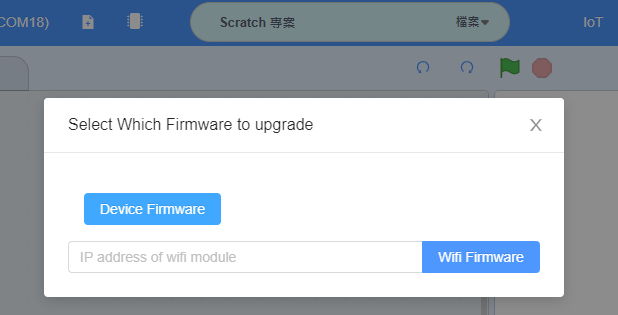 COM18)
Scratch 專案
檔案
IoT
Select Which Firmware to upgrade
Device Firmware
IP address of wifi module
Wifi Firmware